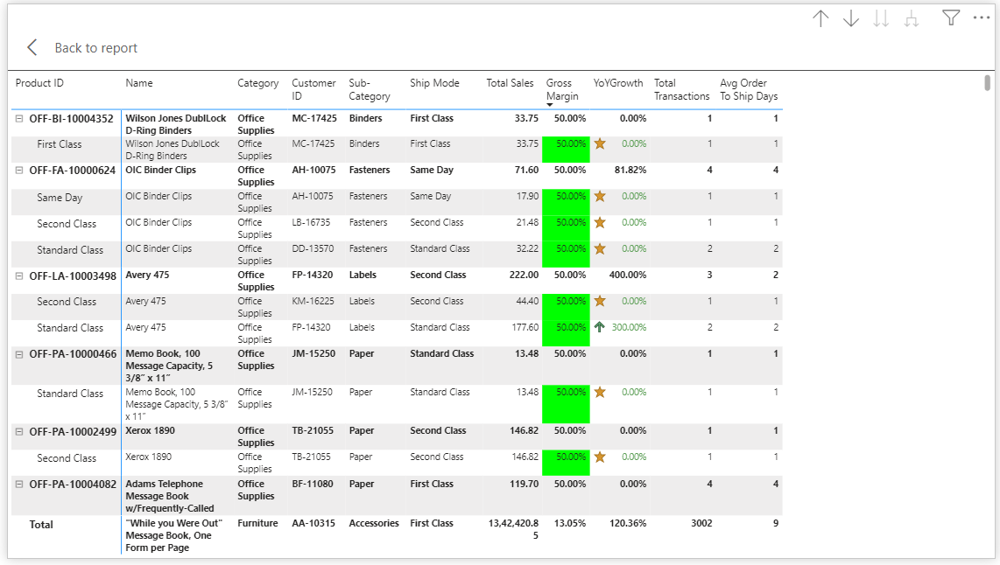 Back to report
Product ID Name Category Customer ID Sub-Category Ship Mode Total Sales Gross Margin YoYGrowth Total Transactions Avg Order To Ship Days
OFF-BI-10004352 Wilson Jones DublLock D-Ring Binders Office Supplies MC-17425 Binders First Class 33.75 50.00% 0.00% 1 1
First Class Wilson Jones DublLock D-Ring Binders Office Supplies MC-17425 Binders First Class 33.75 50.00% 0.00% 1 1
OFF-FA-10000624 OIC Binder Clips Office Supplies AH-10075 Fasteners Same Day 71.60 50.00% 81.82% 4 4
Same Day OIC Binder Clips Office Supplies AH-10075 Fasteners Same Day 17.90 50.00% 0.00% 1 1
Second Class OIC Binder Clips Office Supplies LB-16735 Fasteners Second Class 21.48 50.00% 0.00% 1 1
Standard Class OIC Binder Clips Office Supplies DD-13570 Fasteners Standard Class 32.22 50.00% 0.00% 2 2
OFF-LA-10003498 Avery 475 Office Supplies FP-14320 Labels Second Class 222.00 50.00% 400.00% 3 2
Second Class Avery 475 Office Supplies KM-16225 Labels Second Class 44.40 50.00% 0.00% 1 1
Standard Class Avery 475 Office Supplies FP-14320 Labels Standard Class 177.60 50.00% 300.00% 2 2
OFF-PA-10000466 Memo Book, 100 Message Capacity, 5 3/8” x 11” Office Supplies JM-15250 Paper Standard Class 13.48 50.00% 0.00% 1 1
Standard Class Memo Book, 100 Message Capacity, 5 3/8” x 11” Office Supplies JM-15250 Paper Standard Class 13.48 50.00% 0.00% 1 1
OFF-PA-10002499 Xerox 1890 Office Supplies TB-21055 Paper Second Class 146.82 50.00% 0.00% 1 1
Second Class Xerox 1890 Office Supplies TB-21055 Paper Second Class 146.82 50.00% 0.00% 1 1
OFF-PA-10004082 Adams Telephone Message Book w/Frequently-Called Office Supplies BF-11080 Paper First Class 119.70 50.00% 0.00% 4 4
Total "While you Were Out" Message Book, One Form per Page Furniture AA-10315 Accessories First Class 13,42,420.85 13.05% 120.36% 3002 9